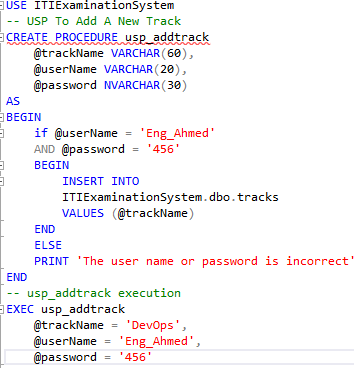 USE ITIExaminationSystem
-- USP To Add A New Track
CREATE PROCEDURE usp_addtrack
@trackName VARCHAR(60),
@userName VARCHAR(20),
@password NVARCHAR(30)
AS
BEGIN
if @userName = 'Eng_Ahmed'
AND @password = '456'
BEGIN
INSERT INTO
ITIExaminationSystem.dbo.tracks
VALUES (@trackName)
END
ELSE
PRINT 'The user name or password is incorrect'
END
-- usp_addtrack execution
EXEC usp_addtrack
@trackName = 'DevOps',
@userName = 'Eng_Ahmed',
@password = '456'